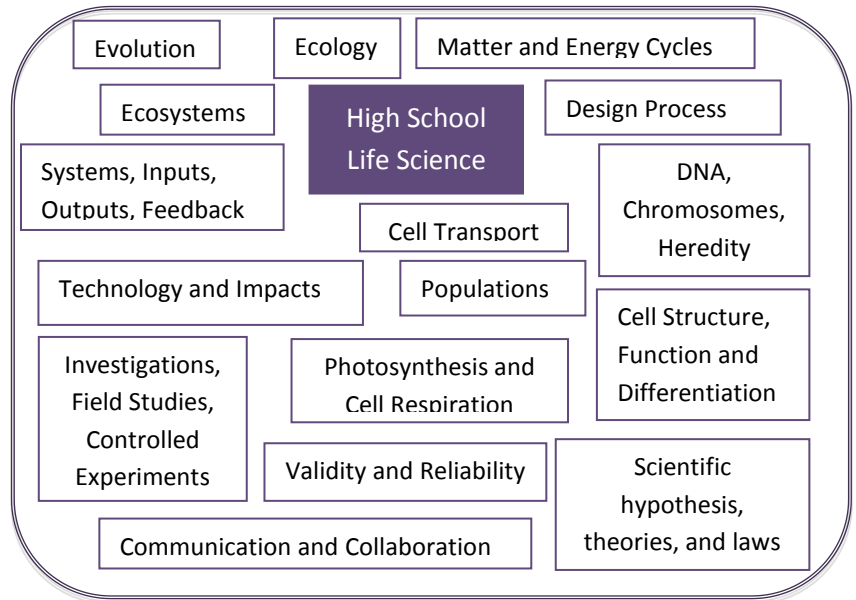 Evolution
Ecology
Matter and Energy Cycles
Ecosystems
High School
Life Science
Design Process
Systems, Inputs,
Outputs, Feedback
DNA,
Chromosomes,
Heredity
Cell Transport
Technology and Impacts
Populations
Cell Structure,
Function and
Differentiation
Investigations,
Field Studies,
Controlled
Experiments
Photosynthesis and
Cell Respiration
Validity and Reliability
Scientific
hypothesis,
theories, and laws
Communication and Collaboration